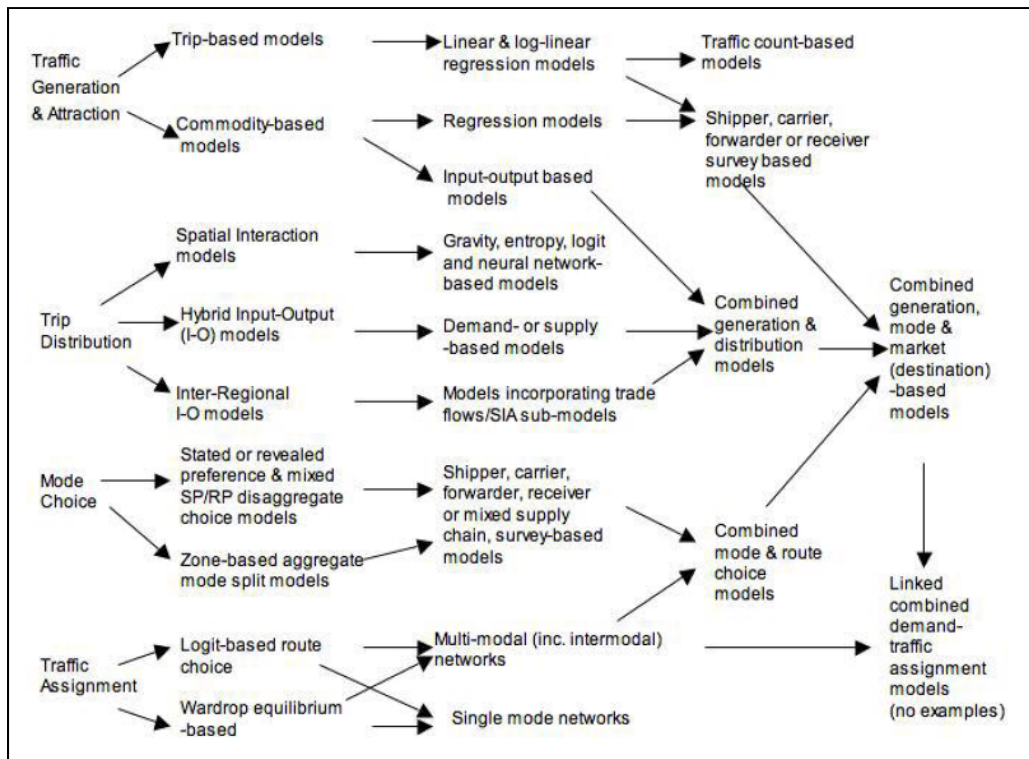 Traffic
Generation
& Attraction
Trip-based models
Linear & log-linear
regression models
Traffic count-based
models
Commodity-based
models
Regression models
Shipper, carrier,
forwarder or receiver
survey based
models
Input-output based
models
Trip
Distribution
Spatial Interaction
models
Gravity, entropy, logit
and neural network-
based models
Hybrid Input-Output
(I-O) models
Demand- or supply
-based models
Combined
generation &
distribution
models
Combined
generation,
mode &
market
(destination)
-based
models
Inter-Regional
I-O models
Models incorporating trade
flows/SIA sub-models
Mode
Choice
Stated or revealed
preference & mixed
SP/RP disaggregate
choice models
Shipper, carrier,
forwarder, receiver
or mixed supply
chain, survey-based
models
Zone-based aggregate
mode split models
Combined
mode & route
choice
models
Traffic
Assignment
Logit-based route
choice
Multi-modal (inc. intermodal)
networks
Wardrop equilibrium
-based
Single mode networks
Linked
combined
demand-
traffic
assignment
models
(no examples)